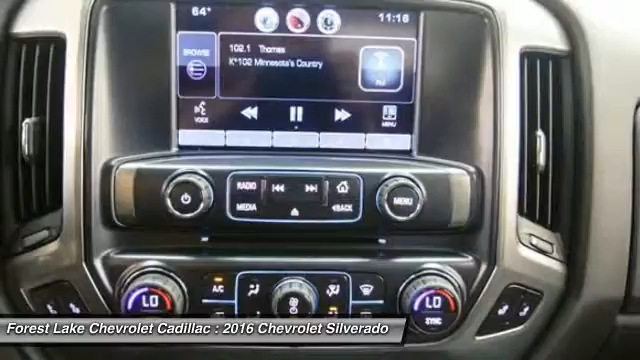 64°
11:16
BROWSE
102.1 Thomas
K*102 Minnesota's Country
FM
VOICE
MENU
RADIO
MEDIA
BACK
MENU
A/C
LO
LO
SYNC
Forest Lake Chevrolet Cadillac : 2016 Chevrolet Silverado